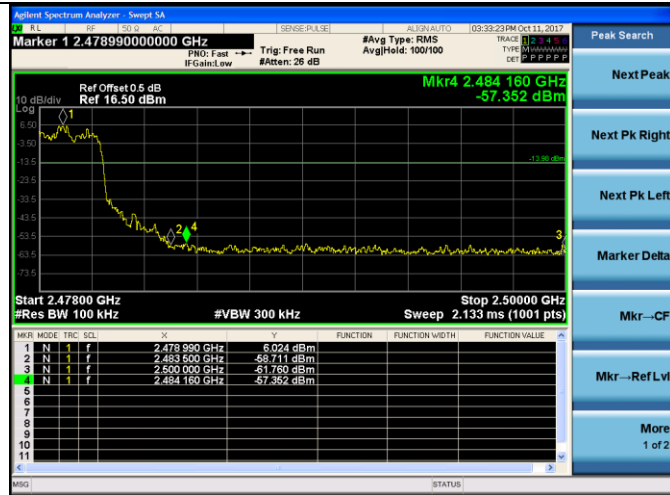 Agilent Spectrum Analyzer - Swept SA
RL RF 50 Ω AC SENSE:PULSE ALIGN AUTO 03:33:23 PM Oct 11, 2017
Marker 1 2.478990000000 GHz
PNO: Fast
IFGain:Low
Trig: Free Run
#Atten: 26 dB
#Avg Type: RMS
Avg|Hold: 100/100
TRACE 1 2 3 4 5 6
TYPE M
DET P P P P P P
Mkr4 2.484 160 GHz
-57.352 dBm
Ref Offset 0.5 dB
Ref 16.50 dBm
10 dB/div
Log
6.50
-3.50
-13.5
-23.5
-33.5
-43.5
-53.5
-63.5
-73.5
1
2
4
3
-13.98 dBm
Start 2.47800 GHz Stop 2.50000 GHz
#Res BW 100 kHz #VBW 300 kHz Sweep 2.133 ms (1001 pts)
MKR MODE TRC SCL X Y FUNCTION FUNCTION WIDTH FUNCTION VALUE
1 N 1 f 2.478 990 GHz 6.024 dBm
2 N 1 f 2.483 500 GHz -58.711 dBm
3 N 1 f 2.500 000 GHz -61.760 dBm
4 N 1 f 2.484 160 GHz -57.352 dBm
5
6
7
8
9
10
11
MSG STATUS
Peak Search
Next Peak
Next Pk Right
Next Pk Left
Marker Delta
Mkr→CF
Mkr→Ref Lvl
More
1 of 2